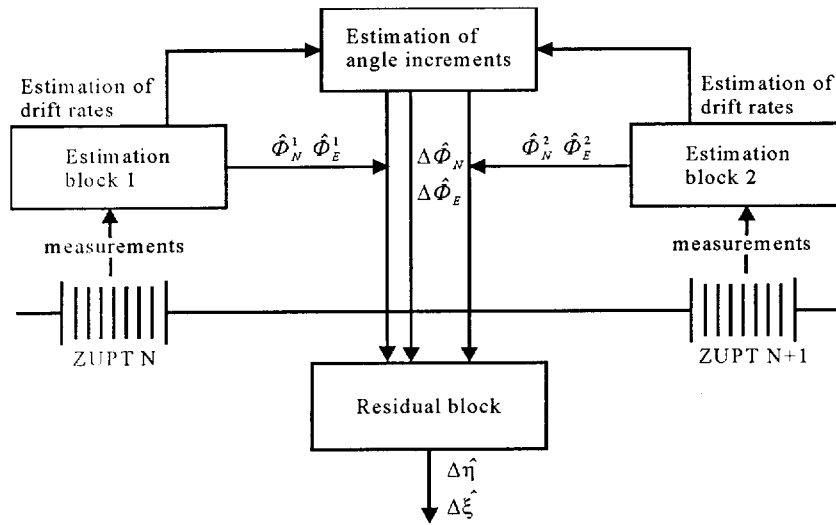 Estimation of
angle increments
Estimation of
drift rates
Estimation of
drift rates
Estimation
block 1
Φ̂¹_N Φ̂¹_E
ΔΦ̂_N
ΔΦ̂_E
Φ̂²_N Φ̂²_E
Estimation
block 2
measurements
measurements
ZUPT N
ZUPT N+1
Residual block
Δη̂
Δξ̂